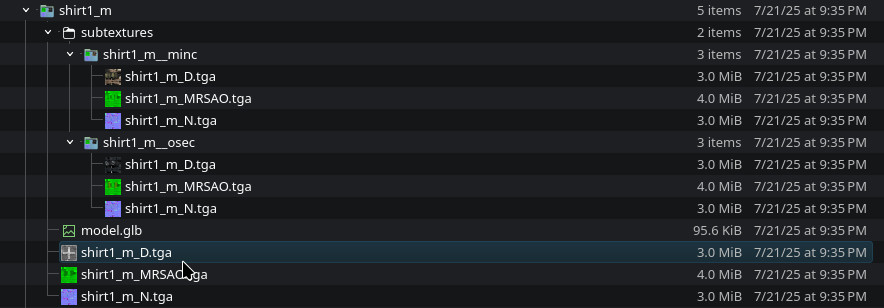 shirt1_m 5 items 7/21/25 at 9:35 PM
subtextures 2 items 7/21/25 at 9:35 PM
shirt1_m__minc 3 items 7/21/25 at 9:35 PM
shirt1_m_D.tga 3.0 MiB 7/21/25 at 9:35 PM
shirt1_m_MRSAO.tga 4.0 MiB 7/21/25 at 9:35 PM
shirt1_m_N.tga 3.0 MiB 7/21/25 at 9:35 PM
shirt1_m__osec 3 items 7/21/25 at 9:35 PM
shirt1_m_D.tga 3.0 MiB 7/21/25 at 9:35 PM
shirt1_m_MRSAO.tga 4.0 MiB 7/21/25 at 9:35 PM
shirt1_m_N.tga 3.0 MiB 7/21/25 at 9:35 PM
model.glb 95.6 KiB 7/21/25 at 9:35 PM
shirt1_m_D.tga 3.0 MiB 7/21/25 at 9:35 PM
shirt1_m_MRSAO.tga 4.0 MiB 7/21/25 at 9:35 PM
shirt1_m_N.tga 3.0 MiB 7/21/25 at 9:35 PM